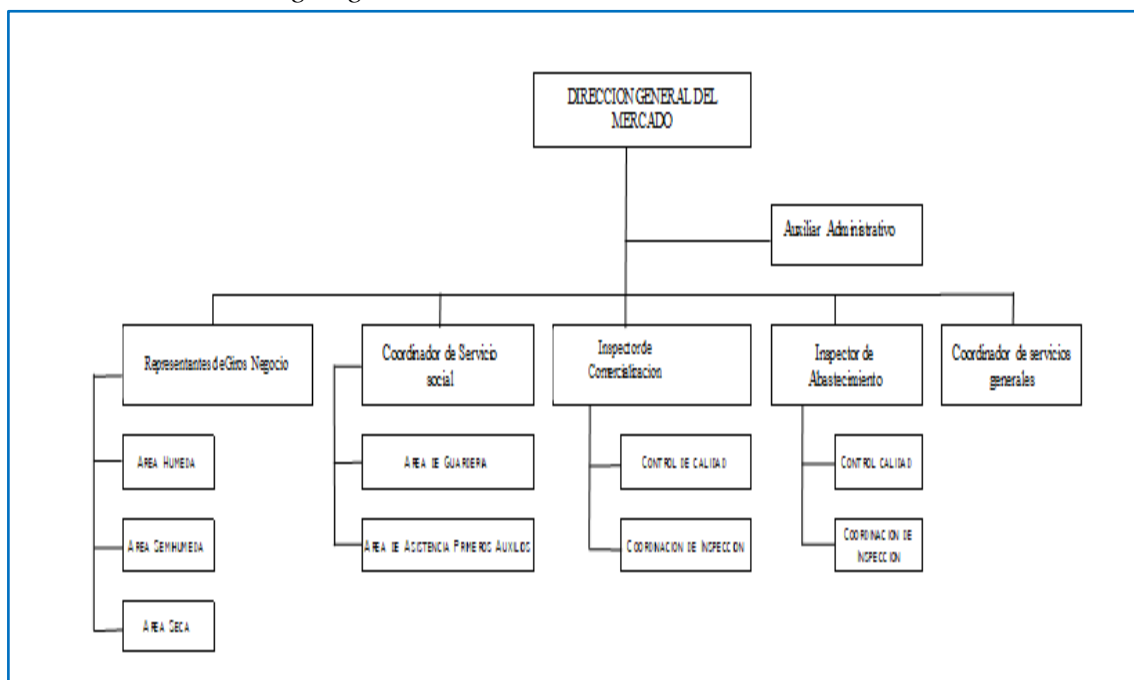 DIRECCION GENERAL DEL
MERCADO
Auxiliar Administrativo
Representantes de Giros Negocio
Coordinador de Servicio
social
Inspector de
Comercializacion
Inspector de
Abastecimiento
Coordinador de servicios
generales
AREA HUMEDA
AREA DE GUARDERIA
CONTROL DE CALIDAD
CONTROL CALIDAD
AREA SEMIHUMEDA
AREA DE ASISTENCIA PRIMEROS AUXILIOS
COORDINACION DE INSPECCION
COORDINACION DE
INSPECCION
AREA SECA